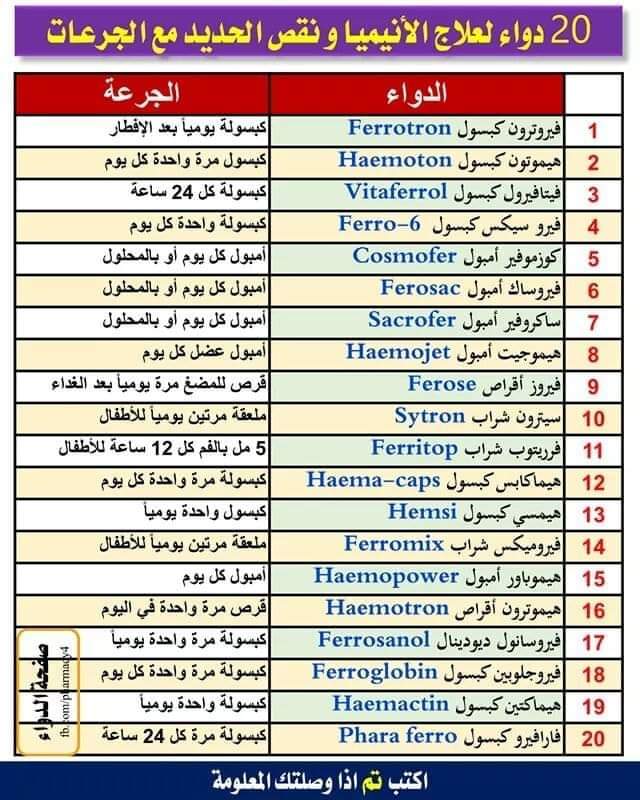 20 دواء لعلاج الأنيميا و نقص الحديد مع الجرعات
الدواء الجرعة
1 فيروترون كبسول Ferrotron كبسولة يومياً بعد الإفطار
2 هيموتون كبسول Haemoton كبسول مرة واحدة كل يوم
3 فيتافيرول كبسول Vitaferrol كبسولة كل 24 ساعة
4 فيرو سيكس كبسول Ferro-6 كبسولة واحدة كل يوم
5 كوزموفير أمبول Cosmofer أمبول كل يوم أو بالمحلول
6 فيروساك أمبول Ferosac أمبول كل يوم أو بالمحلول
7 ساكروفير أمبول Sacrofer أمبول كل يوم أو بالمحلول
8 هيموجيت أمبول Haemojet أمبول عضل كل يوم
9 فيروز أقراص Ferose قرص للمضغ مرة يومياً بعد الغداء
10 سيترون شراب Sytron ملعقة مرتين يومياً للأطفال
11 فرريتوب شراب Ferritop 5 مل بالفم كل 12 ساعة للأطفال
12 هيماكابس كبسول Haema-caps كبسولة مرة واحدة كل يوم
13 هيمسي كبسول Hemsi كبسول واحدة يومياً
14 فيروميكس شراب Ferromix ملعقة مرتين يومياً للأطفال
15 هيموباور أمبول Haemopower أمبول كل يوم
16 هيموترون أقراص Haemotron قرص مرة واحدة في اليوم
17 فيروسانول ديودينال Ferrosanol كبسولة مرة واحدة يومياً
18 فيروجلوبين كبسول Ferroglobin كبسولة مرة واحدة كل يوم
19 هيماكتين كبسول Haemactin كبسولة واحدة يومياً
20 فارافيرو كبسول Phara ferro كبسولة مرة كل 24 ساعة
صفحة الدواء
fb.com/pharmacy4
اكتب تم اذا وصلتك المعلومة